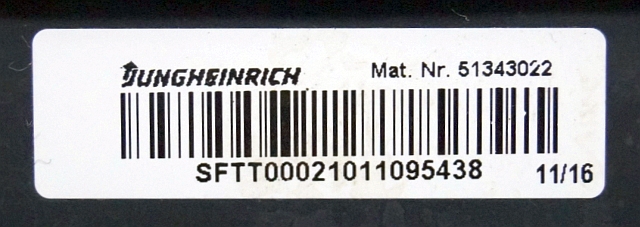 JUNGHEINRICH Mat. Nr. 51343022
SFTT00021011095438 11/16